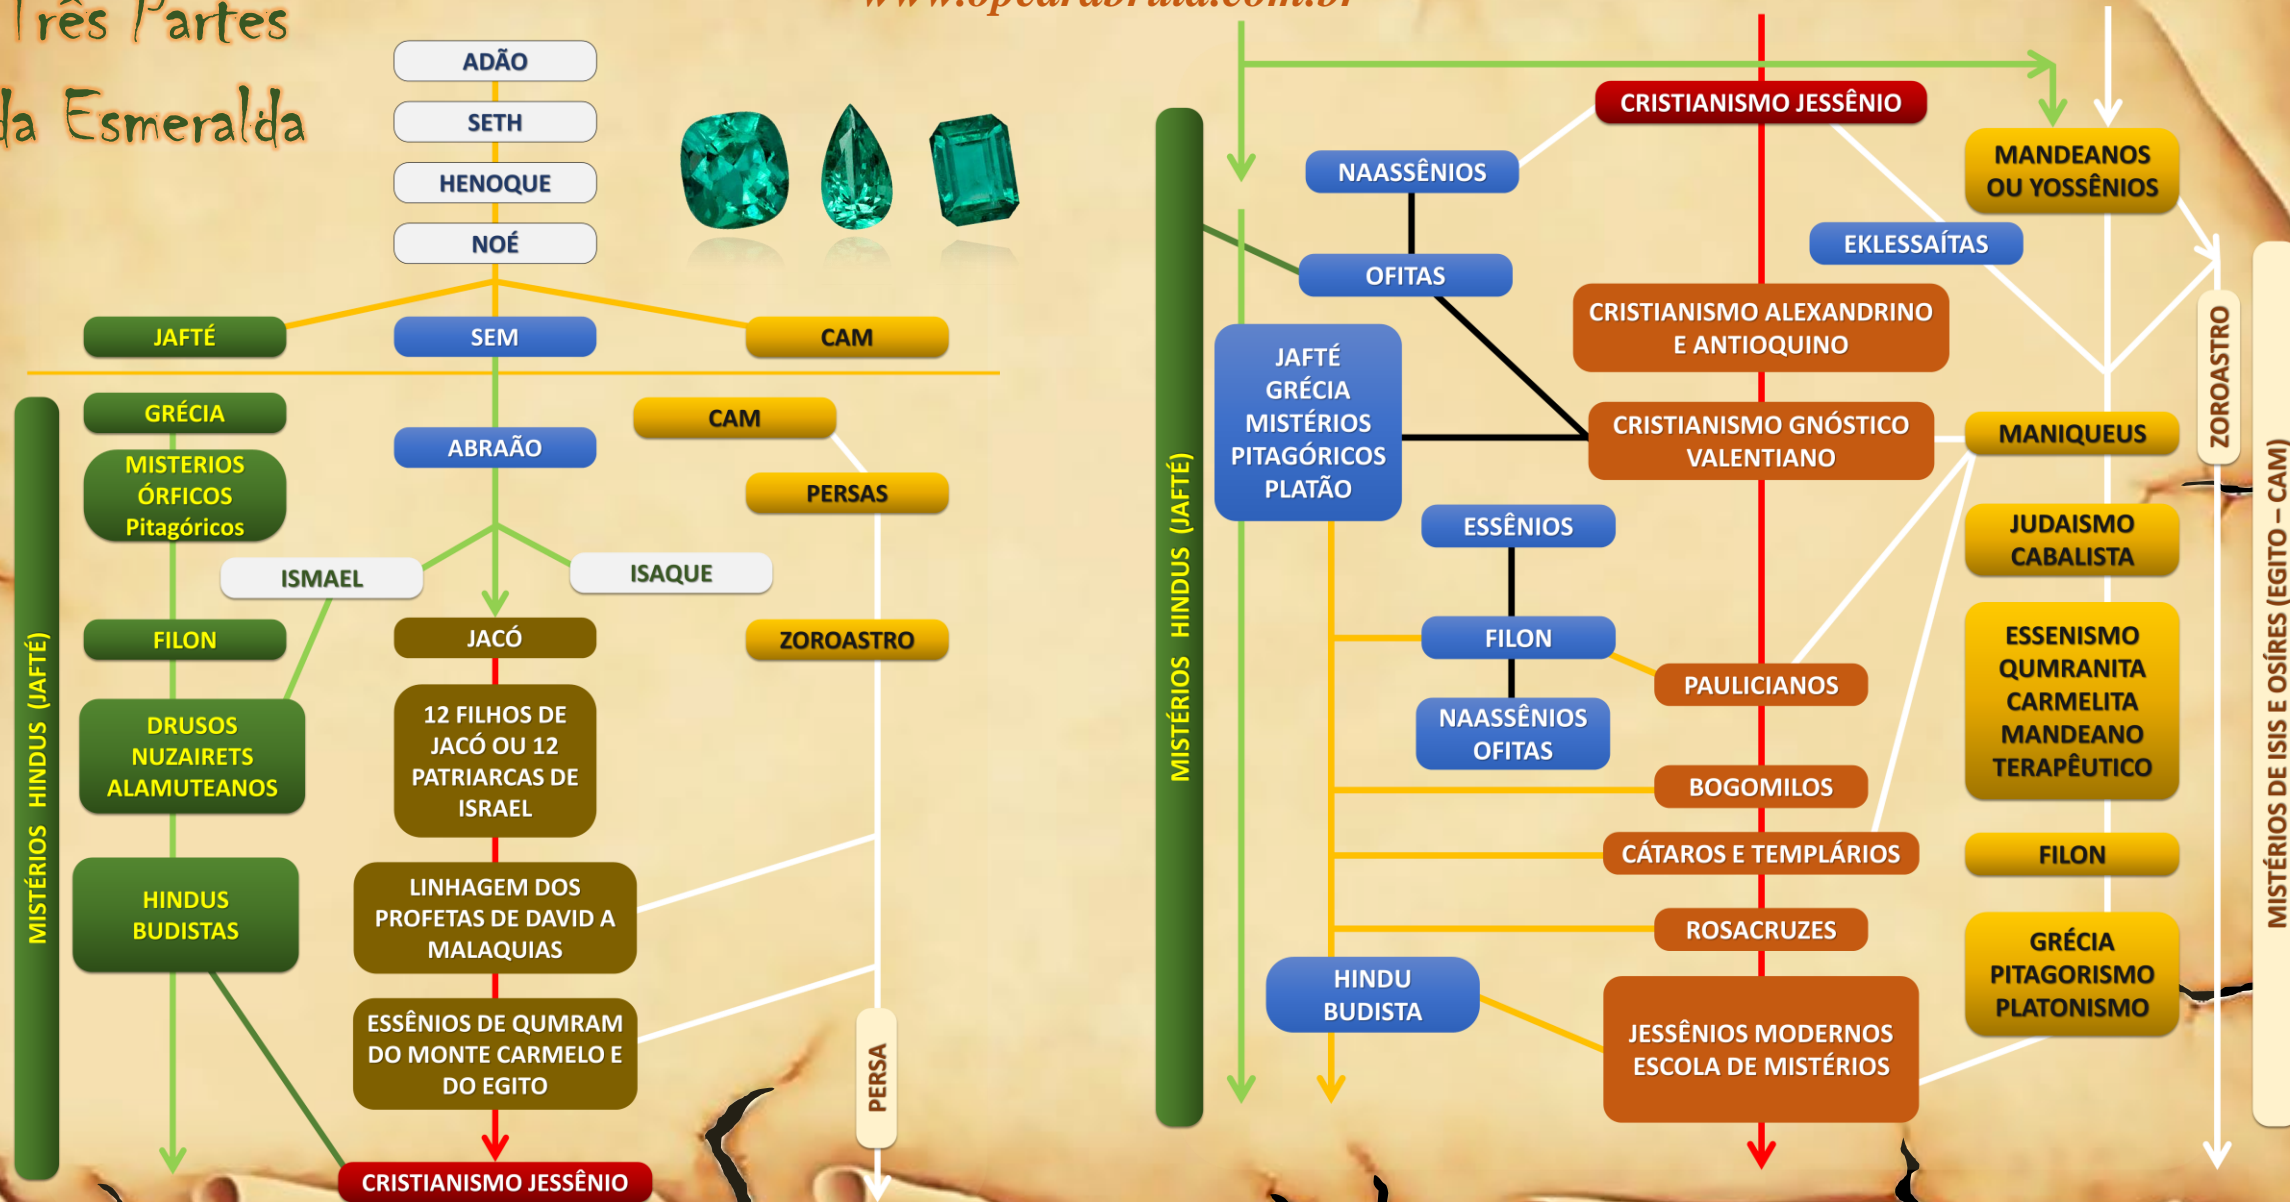 Três Partes
da Esmeralda
www.opedrabruta.com.br
ADÃO
SETH
HENOQUE
NOÉ
JAFTÉ
SEM
CAM
MISTÉRIOS HINDUS (JAFTÉ)
GRÉCIA
MISTERIOS
ÓRFICOS
Pitagóricos
ABRAÃO
CAM
PERSAS
ISMAEL
ISAQUE
FILON
JACÓ
ZOROASTRO
DRUSOS
NUZAIRETS
ALAMUTEANOS
12 FILHOS DE
JACÓ OU 12
PATRIARCAS DE
ISRAEL
HINDUS
BUDISTAS
LINHAGEM DOS
PROFETAS DE DAVID A
MALAQUIAS
ESSÊNIOS DE QUMRAM
DO MONTE CARMELO E
DO EGITO
PERSA
CRISTIANISMO JESSÊNIO
MISTÉRIOS HINDUS (JAFTÉ)
CRISTIANISMO JESSÊNIO
NAASSÊNIOS
MANDEANOS
OU YOSSÊNIOS
EKLESSAÍTAS
OFITAS
CRISTIANISMO ALEXANDRINO
E ANTIOQUINO
ZOROASTRO
JAFTÉ
GRÉCIA
MISTÉRIOS
PITAGÓRICOS
PLATÃO
CRISTIANISMO GNÓSTICO
VALENTIANO
MANIQUEUS
ESSÊNIOS
JUDAISMO
CABALISTA
FILON
PAULICIANOS
ESSENISMO
QUMRANITA
CARMELITA
MANDEANO
TERAPÊUTICO
NAASSÊNIOS
OFITAS
BOGOMILOS
CÁTAROS E TEMPLÁRIOS
FILON
ROSACRUZES
GRÉCIA
PITAGORISMO
PLATONISMO
HINDU
BUDISTA
JESSÊNIOS MODERNOS
ESCOLA DE MISTÉRIOS
MISTÉRIOS DE ISIS E OSÍRES (EGITO – CAM)